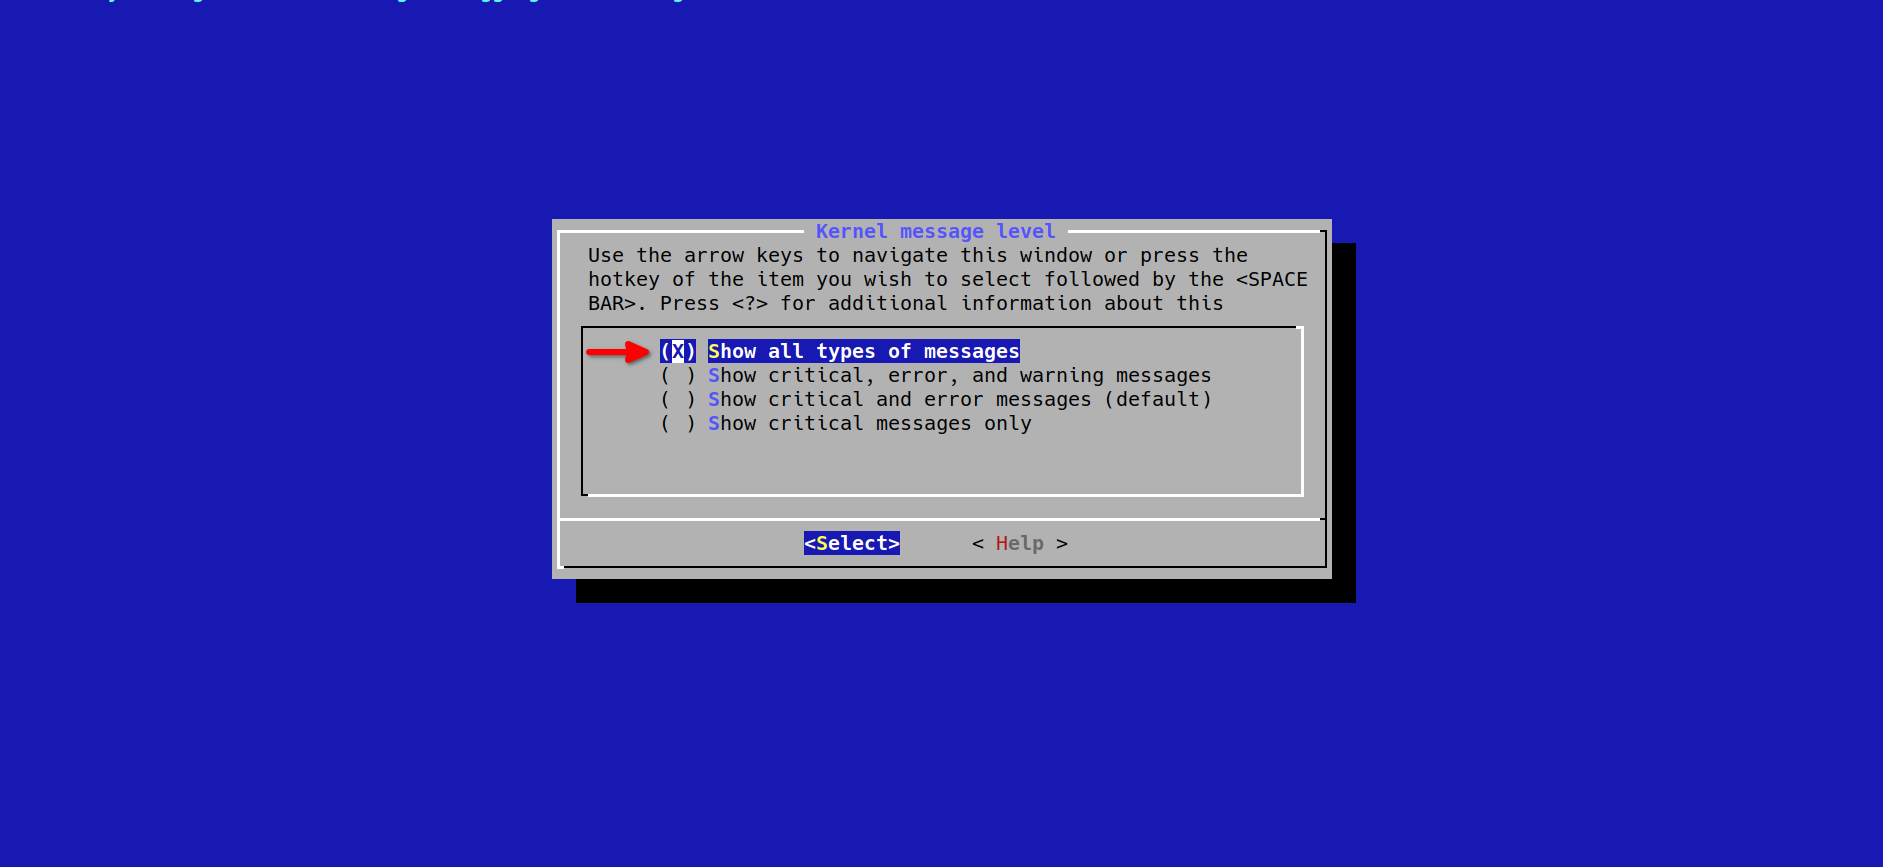 Kernel message level
Use the arrow keys to navigate this window or press the
hotkey of the item you wish to select followed by the <SPACE
BAR>. Press <?> for additional information about this
(X) Show all types of messages
( ) Show critical, error, and warning messages
( ) Show critical and error messages (default)
( ) Show critical messages only
<Select> < Help >